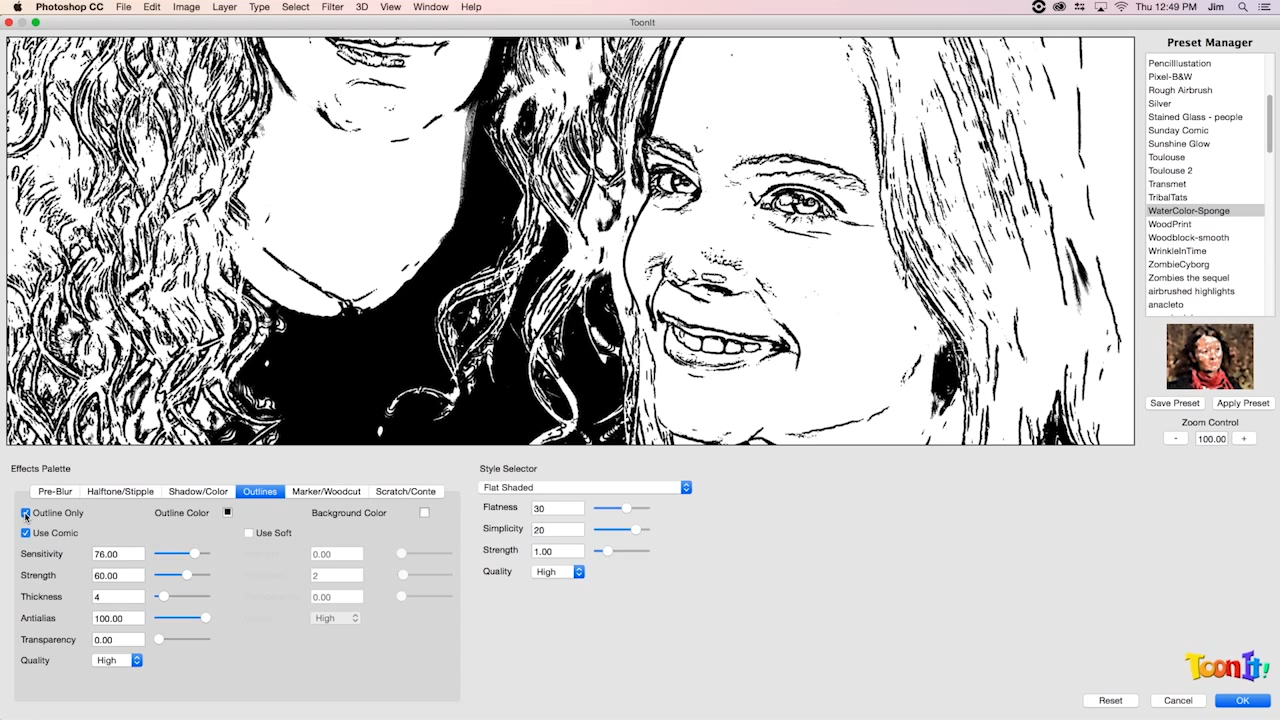 Photoshop CC File Edit Image Layer Type Select Filter 3D View Window Help Thu 12:49 PM Jim
ToonIt
Preset Manager
PencilIlustation
Pixel-B&W
Rough Airbrush
Silver
Stained Glass - people
Sunday Comic
Sunshine Glow
Toulouse
Toulouse 2
Transmet
TribalTats
WaterColor-Sponge
WoodPrint
Woodblock-smooth
WrinkleInTime
ZombieCyborg
Zombies the sequel
airbrushed highlights
anacleto
Save Preset Apply Preset
Zoom Control
- 100.00 +
Effects Palette
Pre-Blur Halftone/Stipple Shadow/Color Outlines Marker/Woodcut Scratch/Conte
Outline Only Outline Color Background Color
Use Comic Use Soft
Sensitivity 76.00 0.00
Strength 60.00 2
Thickness 4 0.00
Antialias 100.00 High
Transparency 0.00
Quality High
Style Selector
Flat Shaded
Flatness 30
Simplicity 20
Strength 1.00
Quality High
ToonIt!
Reset Cancel OK